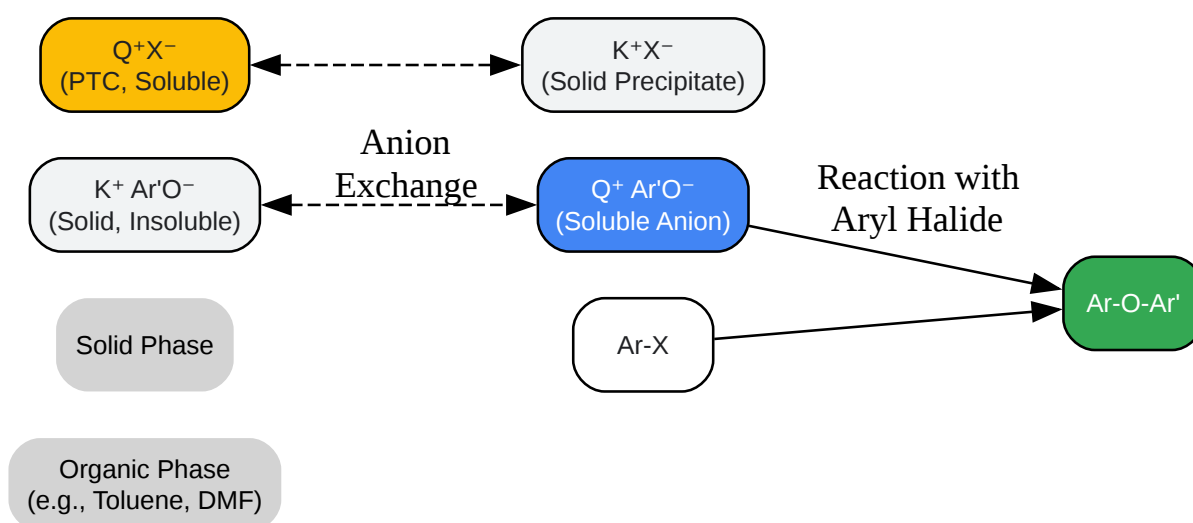 Q⁺X⁻
(PTC, Soluble)
K⁺X⁻
(Solid Precipitate)
Anion
Exchange
K⁺ Ar'O⁻
(Solid, Insoluble)
Q⁺ Ar'O⁻
(Soluble Anion)
Reaction with
Aryl Halide
Ar-O-Ar'
Solid Phase
Ar-X
Organic Phase
(e.g., Toluene, DMF)